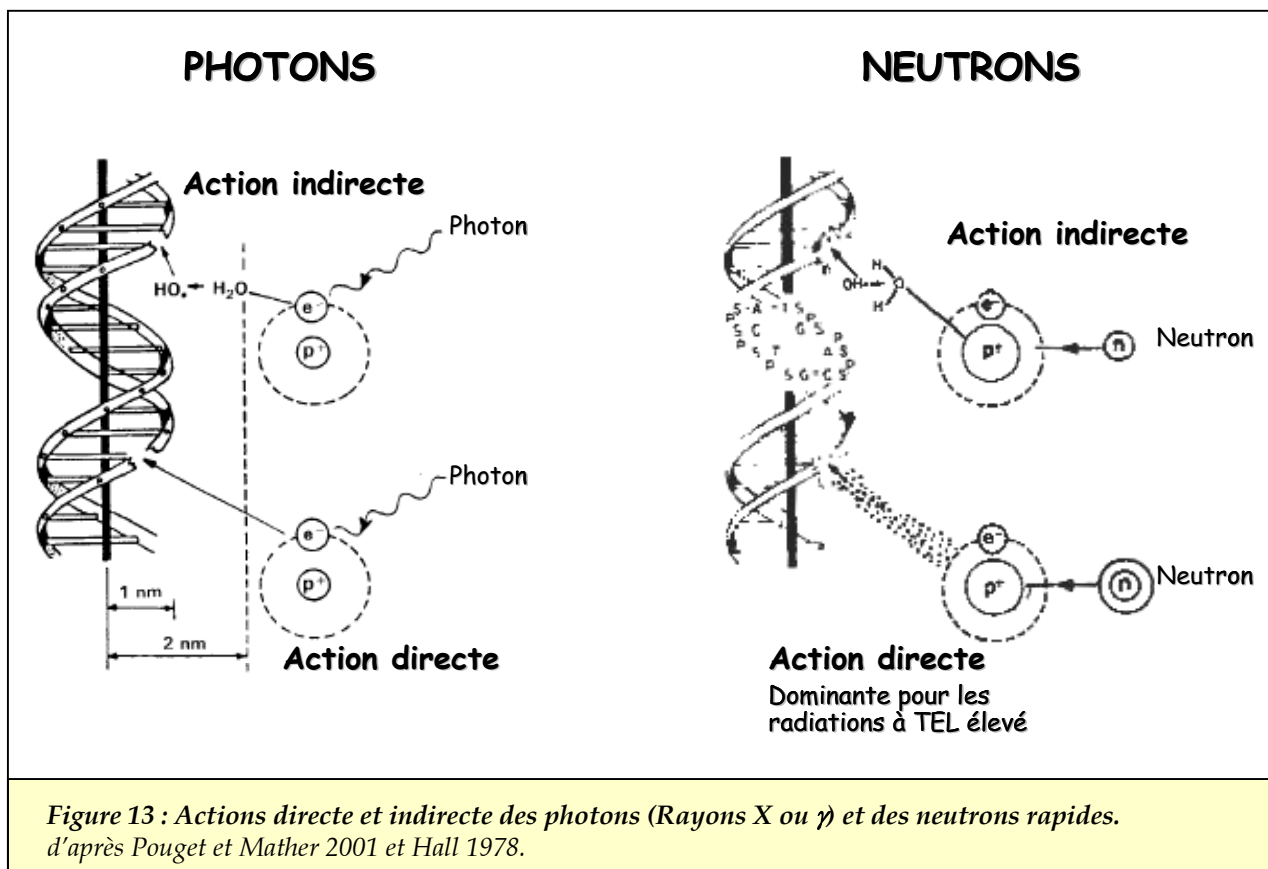 PHOTONS
Action indirecte
Photon
HO. H₂O
e⁻
p⁺
Photon
e⁻
p⁺
1 nm
2 nm
Action directe
NEUTRONS
Action indirecte
H
OH
O
H
e⁻
p⁺
n
Neutron
S A T S
P P
S C G S
P P
S T A S
P P
S G C S
e⁻
p⁺
n
Neutron
Action directe
Dominante pour les
radiations à TEL élevé
Figure 13 : Actions directe et indirecte des photons (Rayons X ou γ) et des neutrons rapides.
d'après Pouget et Mather 2001 et Hall 1978.